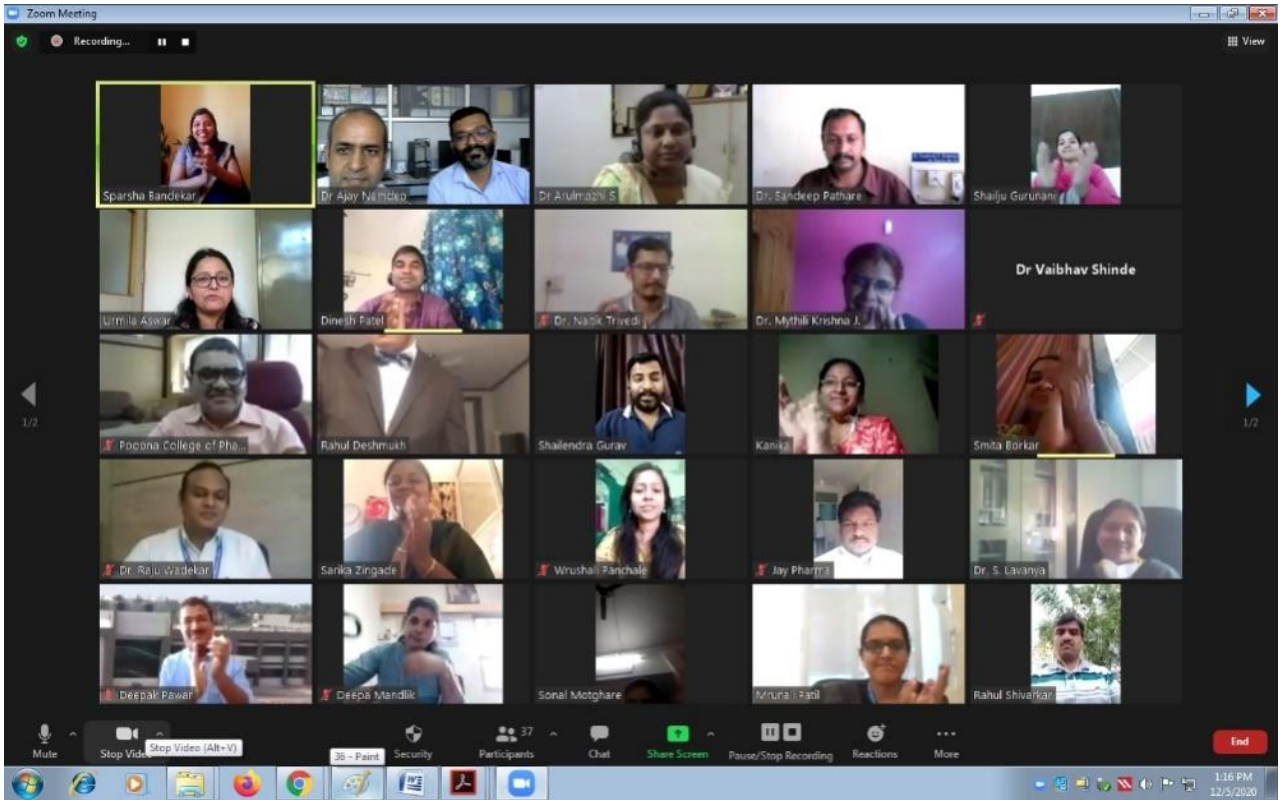 Zoom Meeting
Recording...
View
Sparsha Bandekar
Dr Ajay Namdep
Dr Arulmozhi S
Dr. Sandeep Pathare
Shailju Gurunani
Urmila Aswar
Dinesh Patel
Dr. Naitik Trivedi
Dr. Mythili Krishna J.
Dr Vaibhav Shinde
Pooona College of Pha...
Rahul Deshmukh
Shailendra Gurav
Kanika
Smita Borkar
1/2
1/2
Dr. Raju Wadekar
Sarika Zingade
Wrushali Panchale
Jay Pharma
Dr. S. Lavanya
Deepak Pawar
Deepa Mandlik
Sonal Motghare
Mrunali Patil
Rahul Shivarkar
Mute
Stop Video
Stop Video (Alt+V)
36 - Paint
Security
Participants
37
Chat
Share Screen
Pause/Stop Recording
Reactions
More
End
1:16 PM
12/5/2020